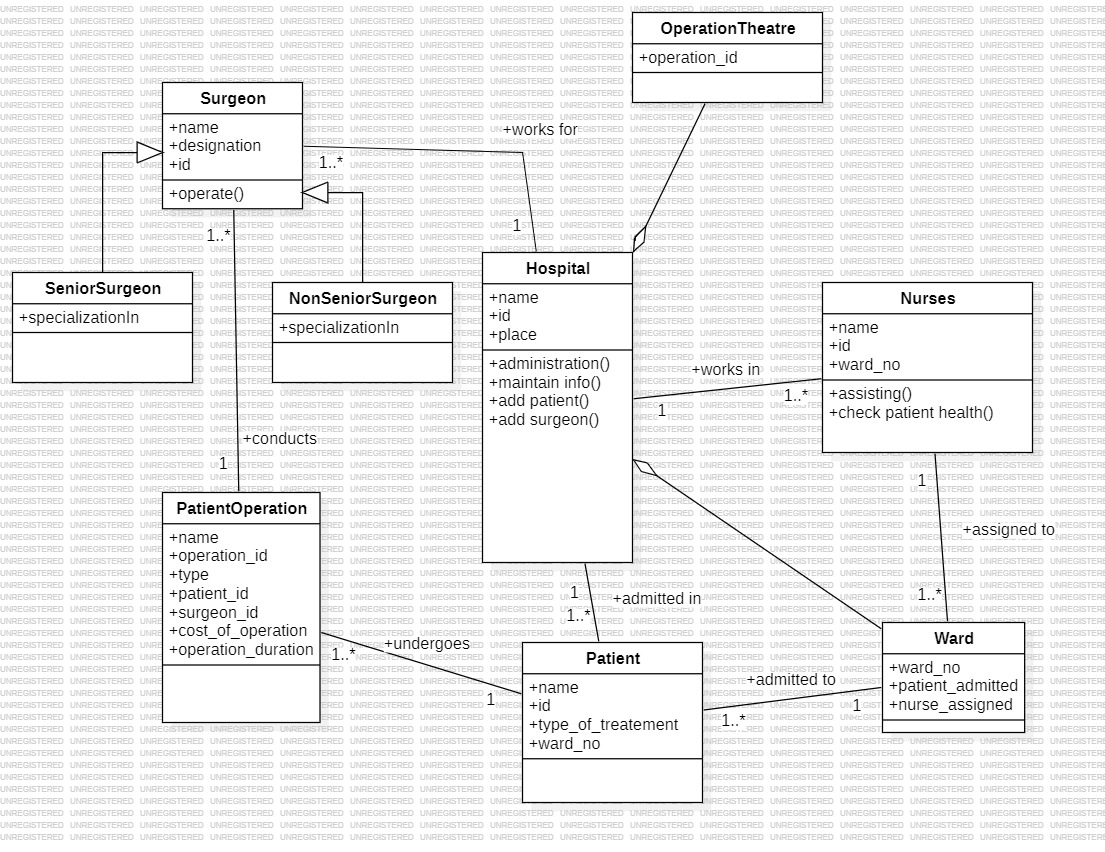 OperationTheatre
+operation_id
Surgeon
+name
+designation
+id
+operate()
+works for
1..*
1
1..*
SeniorSurgeon
+specializationIn
NonSeniorSurgeon
+specializationIn
Hospital
+name
+id
+place
+administration()
+maintain info()
+add patient()
+add surgeon()
Nurses
+name
+id
+ward_no
+assisting()
+check patient health()
+works in
1
1..*
+conducts
1
1
+assigned to
1..*
PatientOperation
+name
+operation_id
+type
+patient_id
+surgeon_id
+cost_of_operation
+operation_duration
1
+admitted in
1..*
+undergoes
1..*
1
Patient
+name
+id
+type_of_treatement
+ward_no
+admitted to
1..*
1
Ward
+ward_no
+patient_admitted
+nurse_assigned
UNREGISTERED